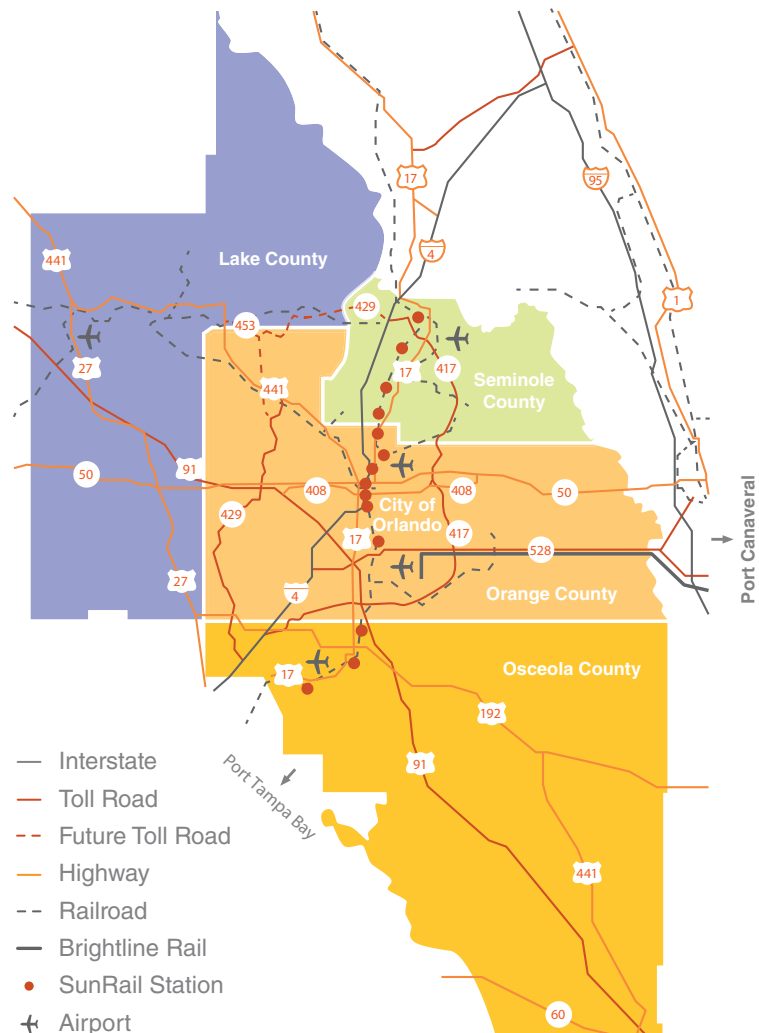 17
95
4
Lake County
441
1
429
453
27
17
417
Seminole
County
441
91
50
408
408
50
429
City of
Orlando
17
417
528
Port Canaveral
27
4
Orange County
Osceola County
17
192
91
Port Tampa Bay
441
60
Interstate
Toll Road
Future Toll Road
Highway
Railroad
Brightline Rail
SunRail Station
Airport